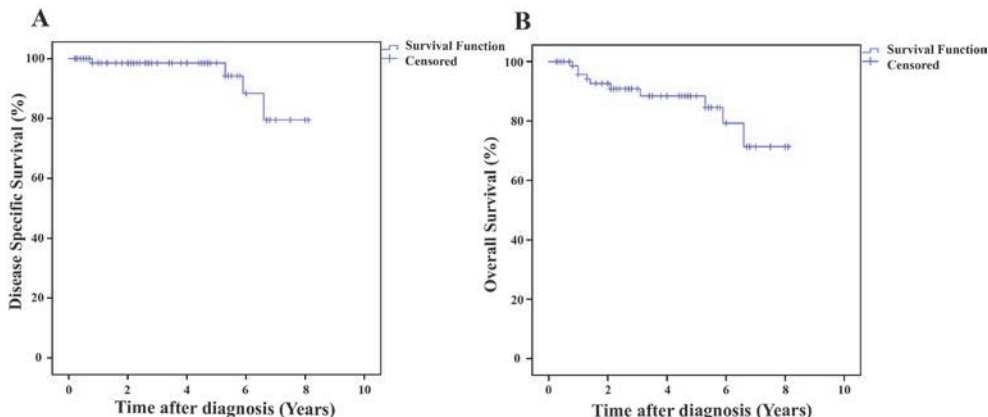 A
Survival Function
Censored
100
80
60
40
20
0
Disease Specific Survival (%)
0 2 4 6 8 10
Time after diagnosis (Years)
B
Survival Function
Censored
100
80
60
40
20
0
Overall Survival (%)
0 2 4 6 8 10
Time after diagnosis (Years)